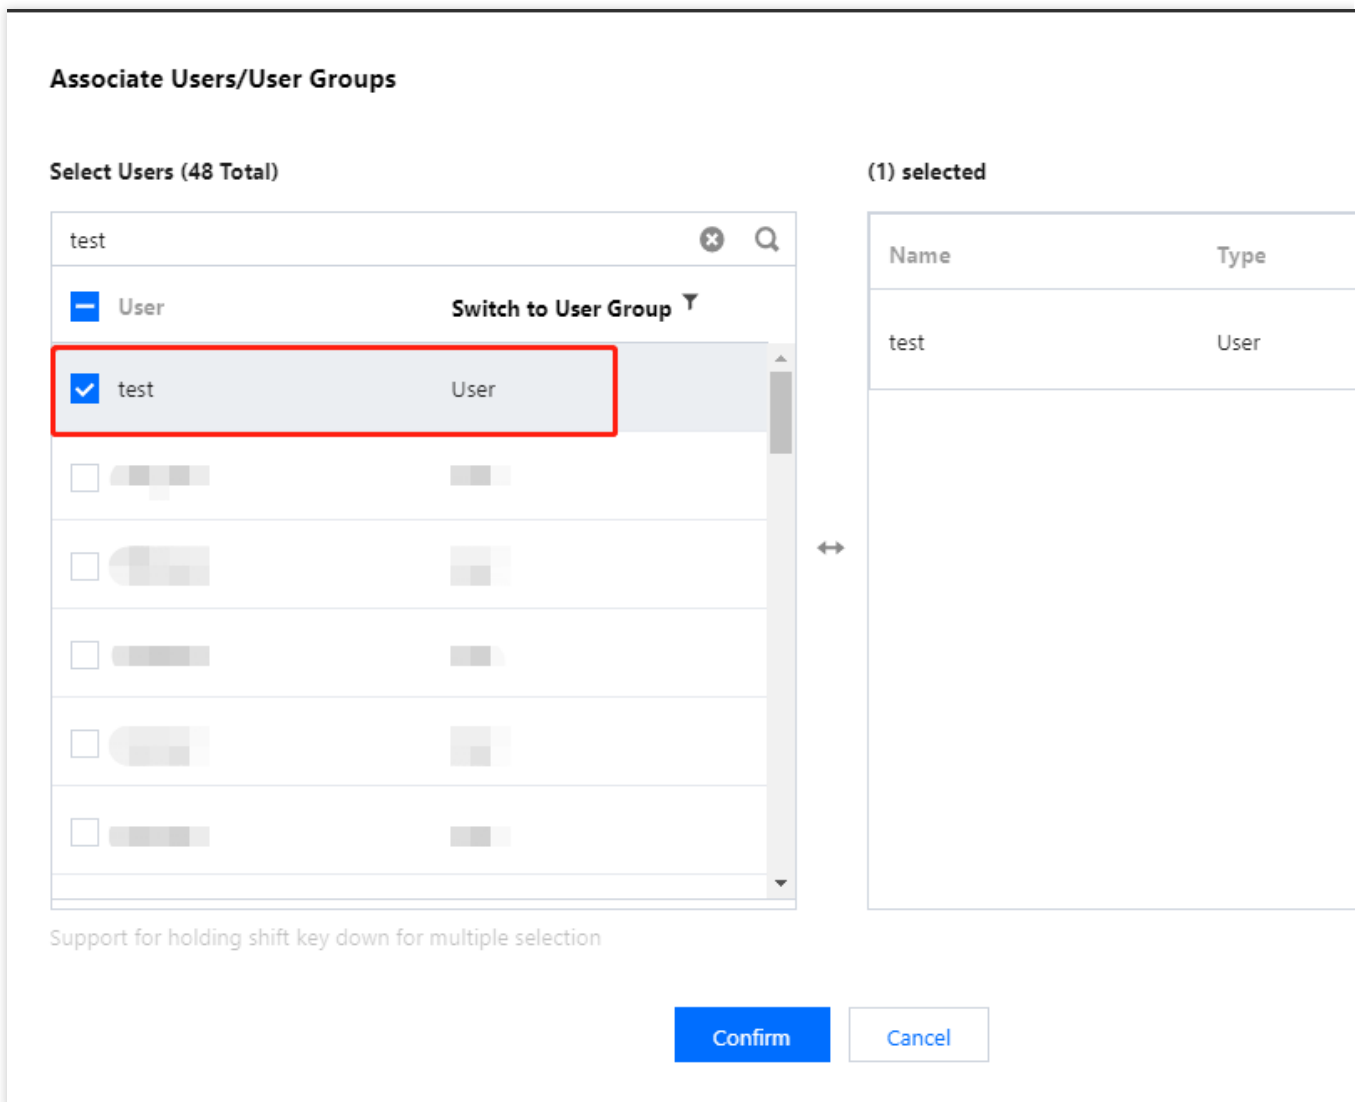 Associate Users/User Groups
Select Users (48 Total)
(1) selected
test
User
Switch to User Group
test
User
Name
Type
test
User
Support for holding shift key down for multiple selection
Confirm
Cancel